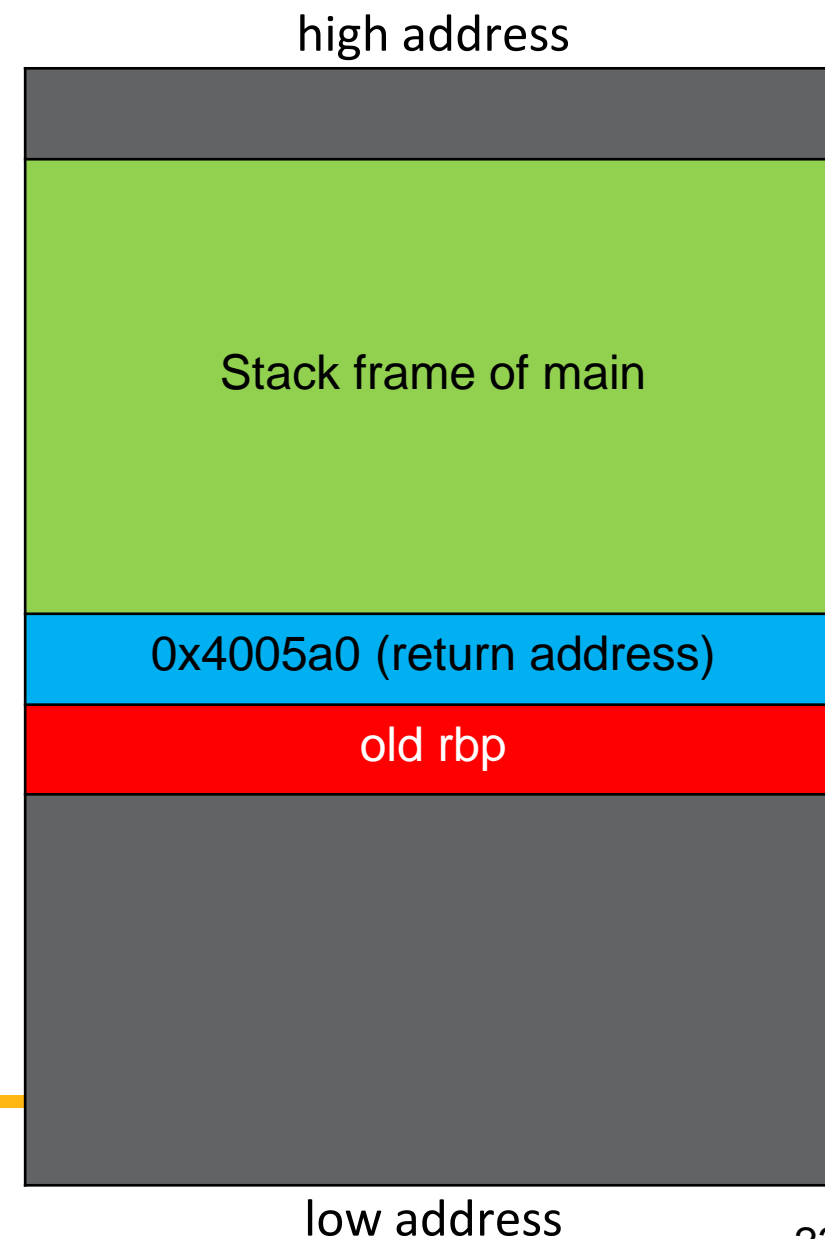 high address
Stack frame of main
0x4005a0 (return address)
old rbp
low address